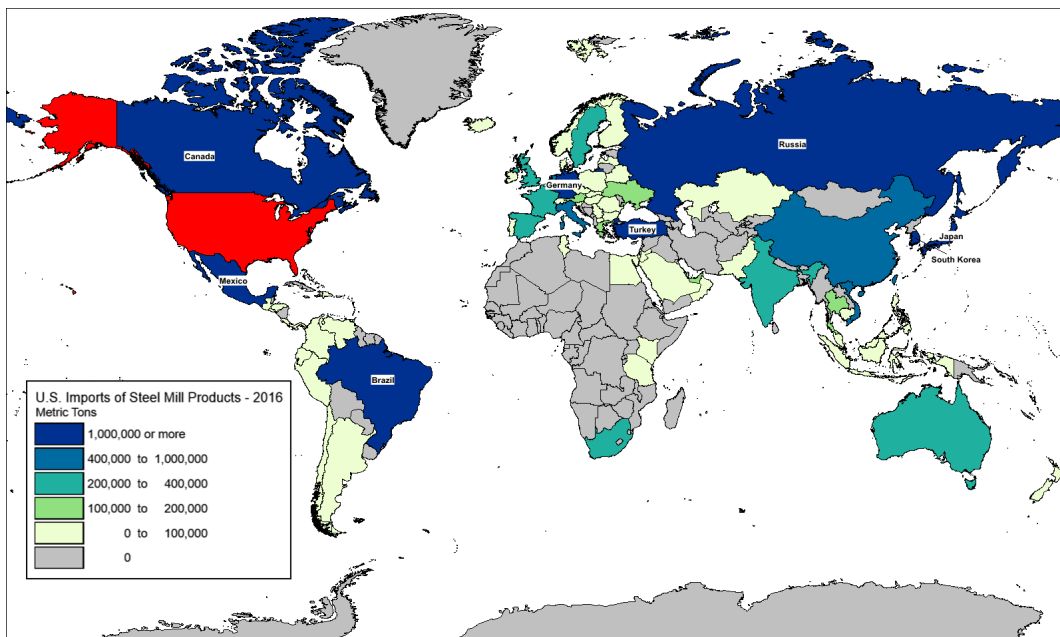 Canada
Russia
Germany
Turkey
Japan
South Korea
Mexico
Brazil
U.S. Imports of Steel Mill Products - 2016
Metric Tons
1,000,000 or more
400,000 to 1,000,000
200,000 to 400,000
100,000 to 200,000
0 to 100,000
0